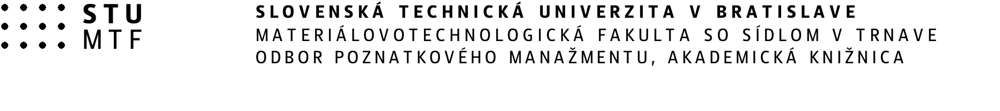 STU
MTF
SLOVENSKÁ TECHNICKÁ UNIVERZITA V BRATISLAVE
MATERIÁLOVOTECHNOLOGICKÁ FAKULTA SO SÍDLOM V TRNAVE
ODBOR POZNATKOVÉHO MANAŽMENTU, AKADEMICKÁ KNIŽNICA